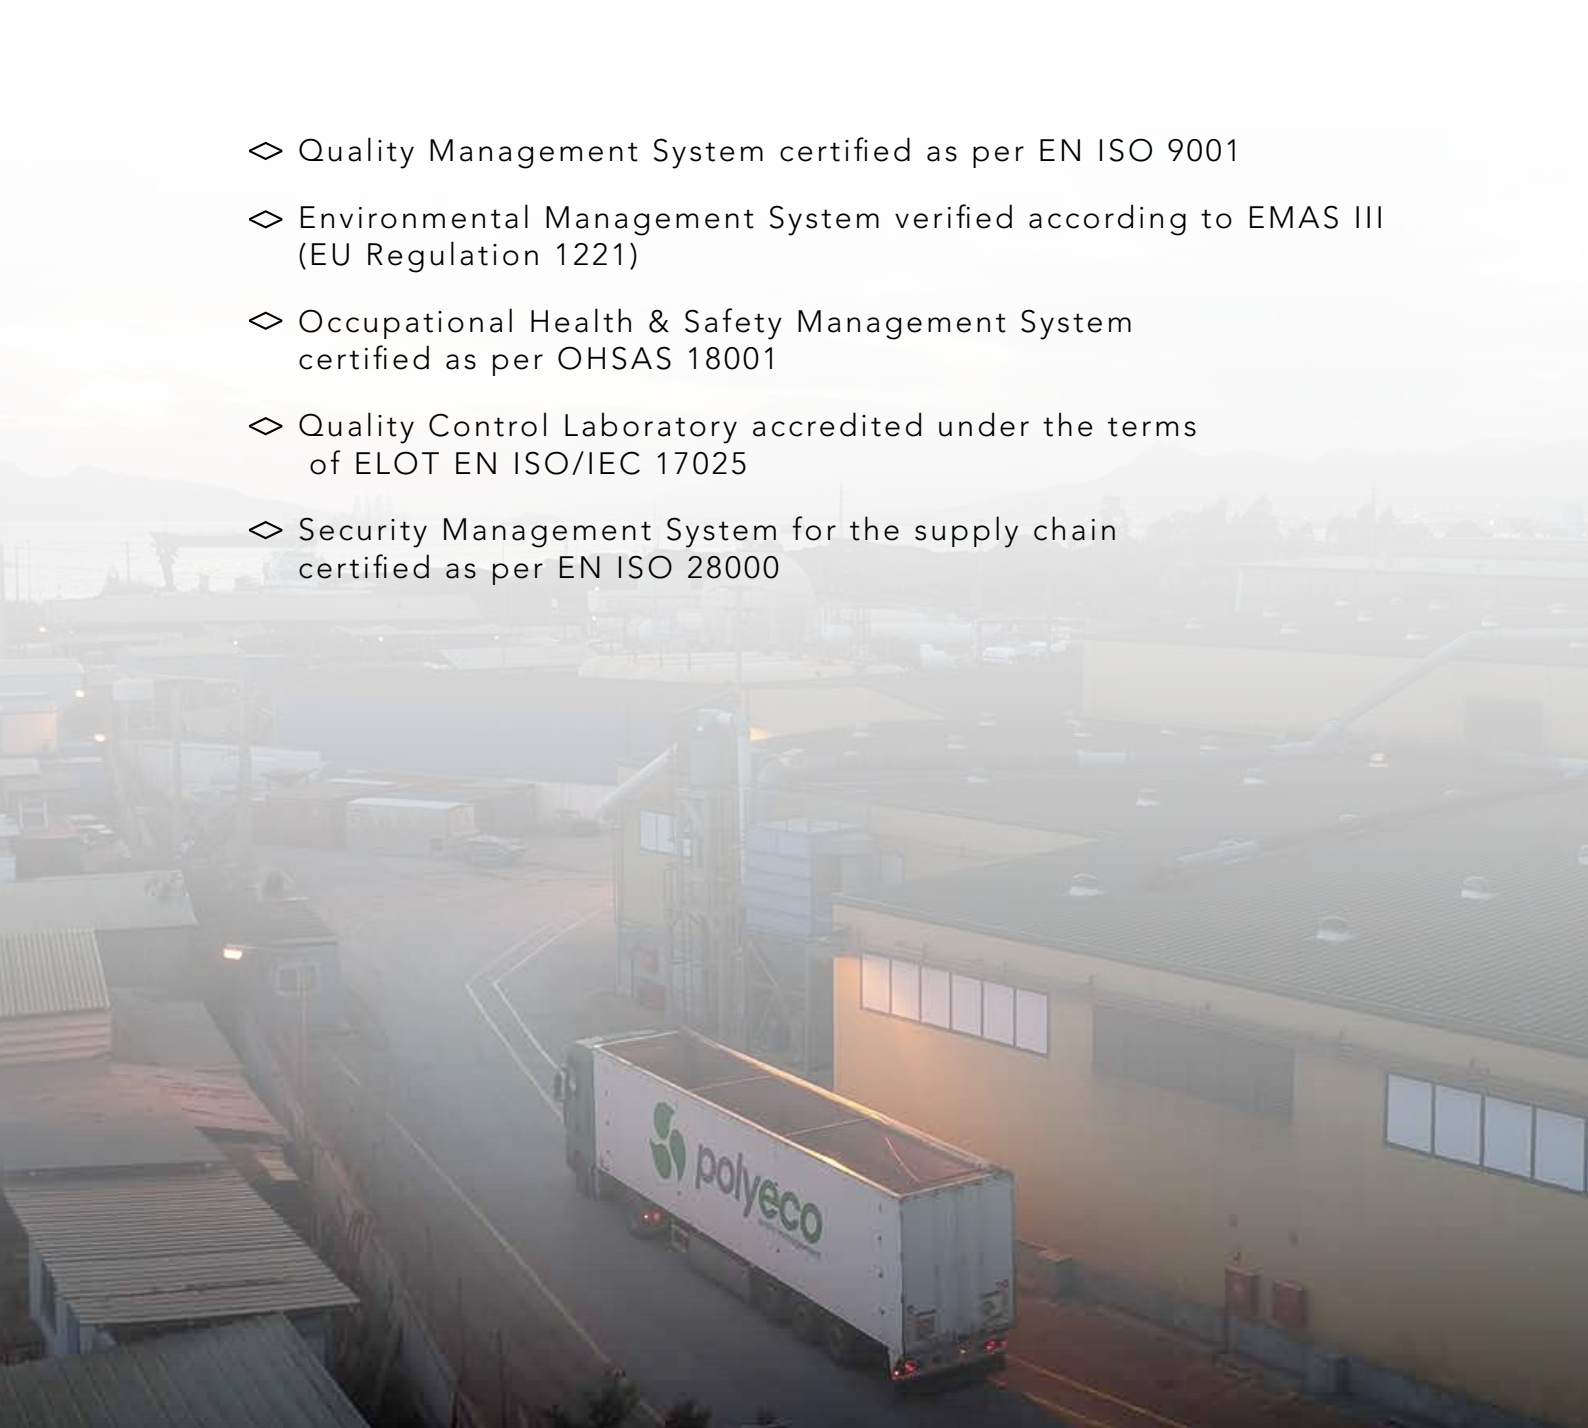 Quality Management System certified as per EN ISO 9001
Environmental Management System verified according to EMAS III
(EU Regulation 1221)
Occupational Health & Safety Management System
certified as per OHSAS 18001
Quality Control Laboratory accredited under the terms
of ELOT EN ISO/IEC 17025
Security Management System for the supply chain
certified as per EN ISO 28000
polyeco